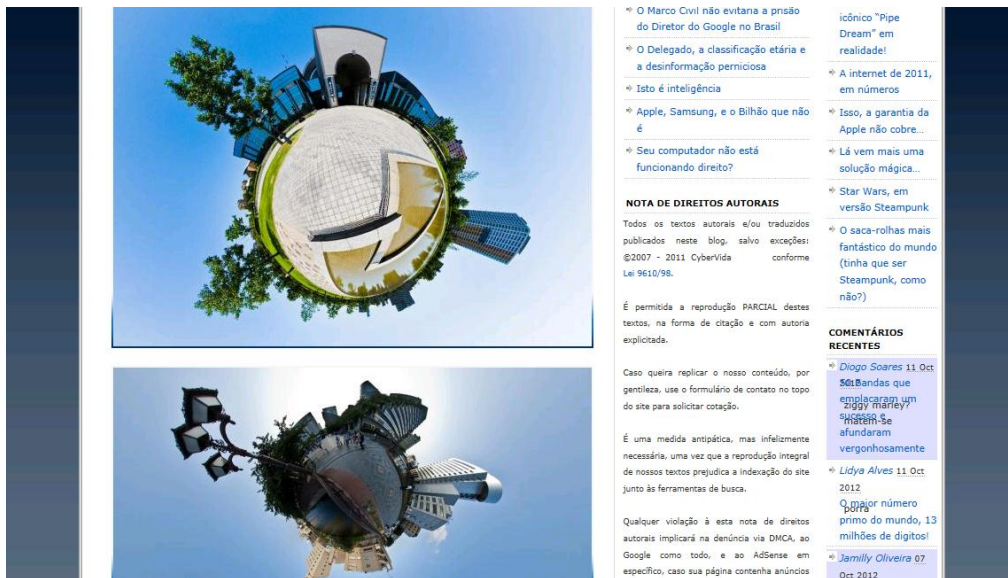 O Marco Civil não evitaria a prisão
do Diretor do Google no Brasil
O Delegado, a classificação etária e
a desinformação perniciosa
Isto é inteligência
Apple, Samsung, e o Bilhão que não
é
Seu computador não está
funcionando direito?
NOTA DE DIREITOS AUTORAIS
Todos os textos autorais e/ou traduzidos
publicados neste blog, salvo exceções:
©2007 - 2011 CyberVida conforme
Lei 9610/98.
É permitida a reprodução PARCIAL destes
textos, na forma de citação e com autoria
explicitada.
Caso queira replicar o nosso conteúdo, por
gentileza, use o formulário de contato no topo
do site para solicitar cotação.
É uma medida antipática, mas infelizmente
necessária, uma vez que a reprodução integral
de nossos textos prejudica a indexação do site
junto às ferramentas de busca.
Qualquer violação à esta nota de direitos
autorais implicará na denúncia via DMCA, ao
Google como todo, e ao AdSense em
específico, caso sua página contenha anúncios
icônico "Pipe
Dream" em
realidade!
A internet de 2011,
em números
Isso, a garantia da
Apple não cobre...
Lá vem mais uma
solução mágica...
Star Wars, em
versão Steampunk
O saca-rolhas mais
fantástico do mundo
(tinha que ser
Steampunk, como
não?)
COMENTÁRIOS
RECENTES
Diogo Soares 11 Oct
2012
50 bandas que
emplacaram um
ziggy marley?
sucesso e
matem-se
afundaram
vergonhosamente
Lidya Alves 11 Oct
2012
porra
O maior número
primo do mundo, 13
milhões de digitos!
Jamilly Oliveira 07
Oct 2012